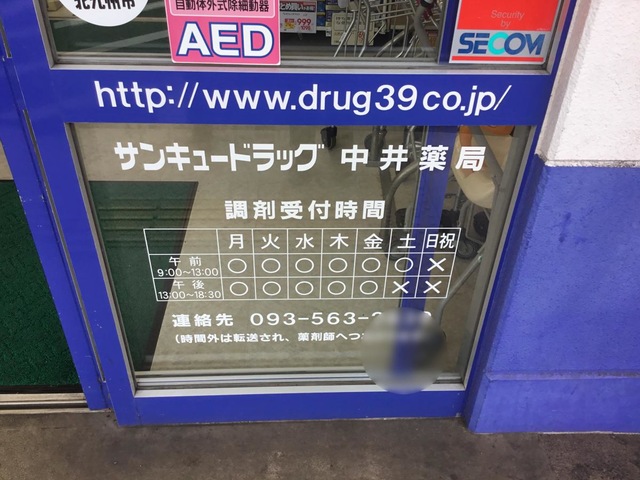 北九州市
自動体外式除細動器
AED
999
Security
by
SECOM
http://www.drug39co.jp/
サンキュードラッグ 中井薬局
調剤受付時間
月 火 水 木 金 土 日祝
午前 9:00~13:00 ○ ○ ○ ○ ○ ○ ×
午後 13:00~18:30 ○ ○ ○ ○ ○ × ×
連絡先 093-563-
(時間外は転送され、薬剤師へつ